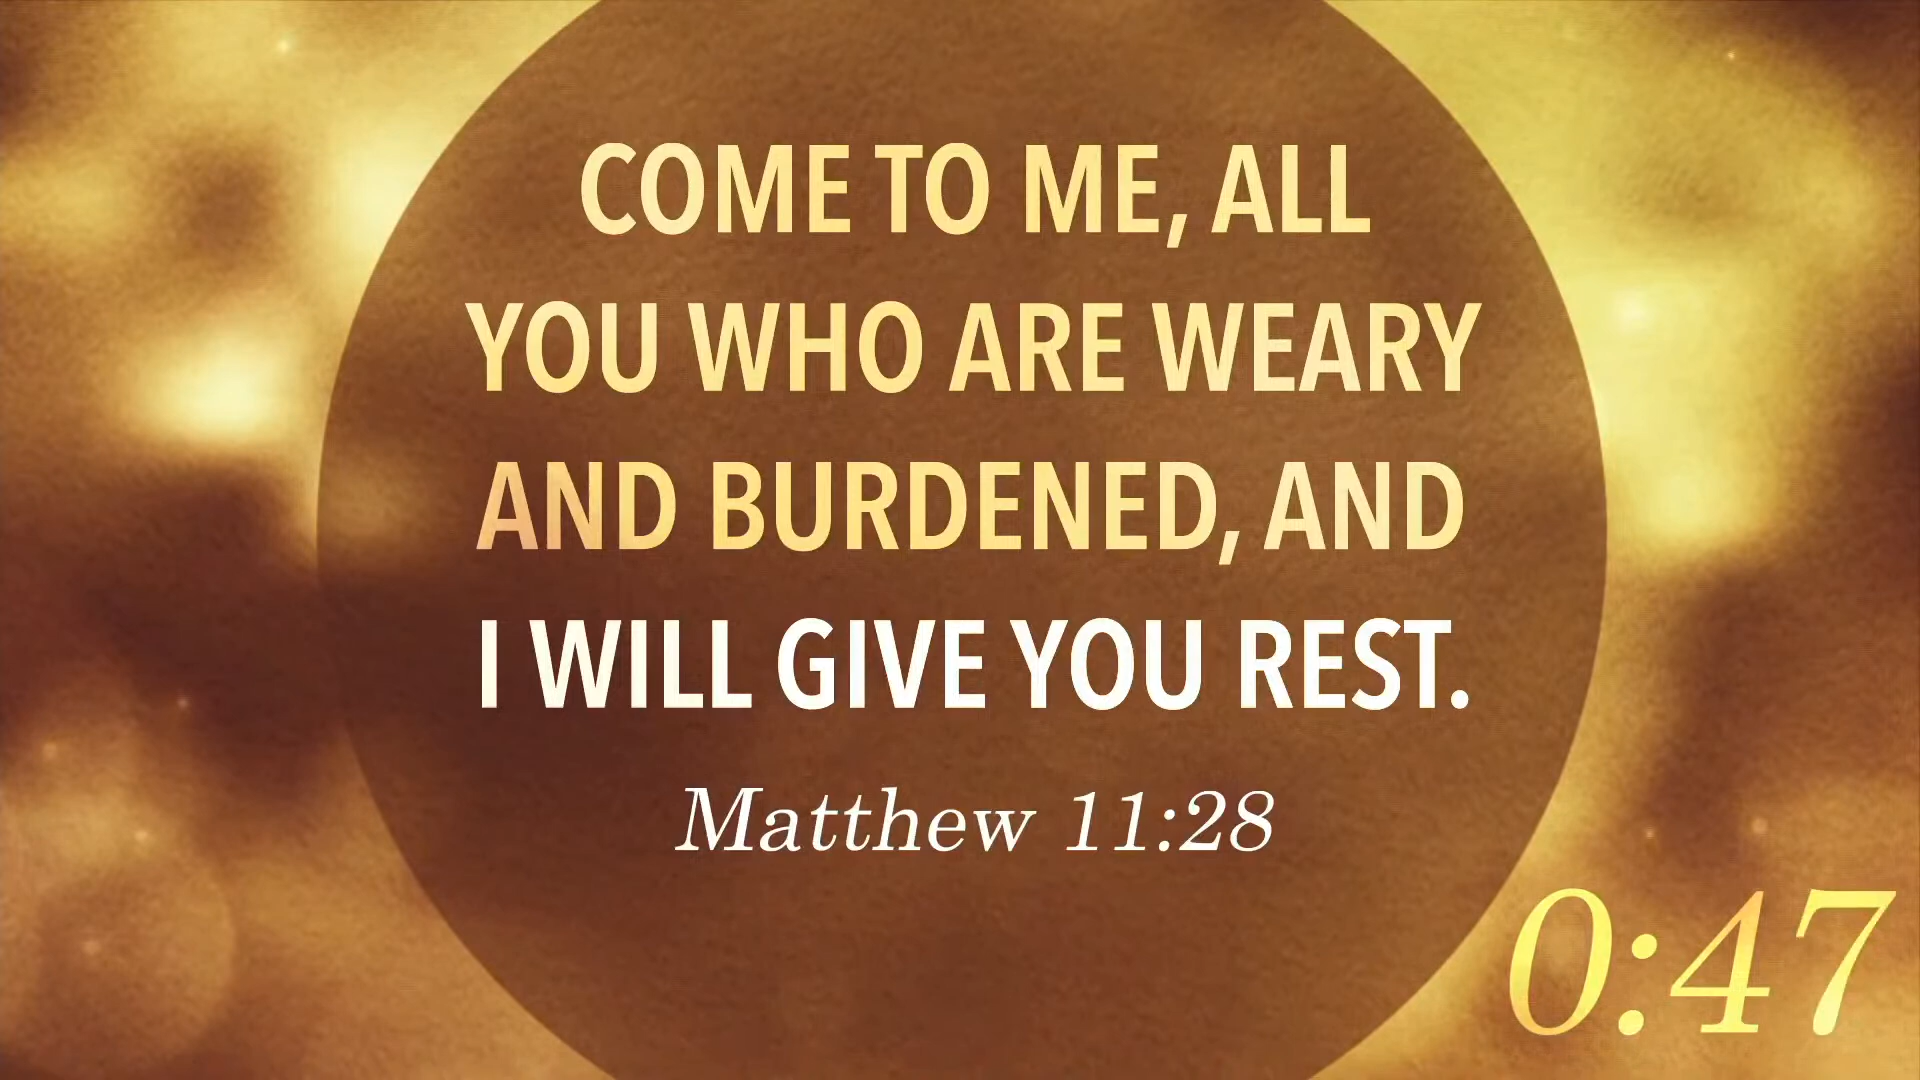 COME TO ME, ALL
YOU WHO ARE WEARY
AND BURDENED, AND
I WILL GIVE YOU REST.
Matthew 11:28
0:47